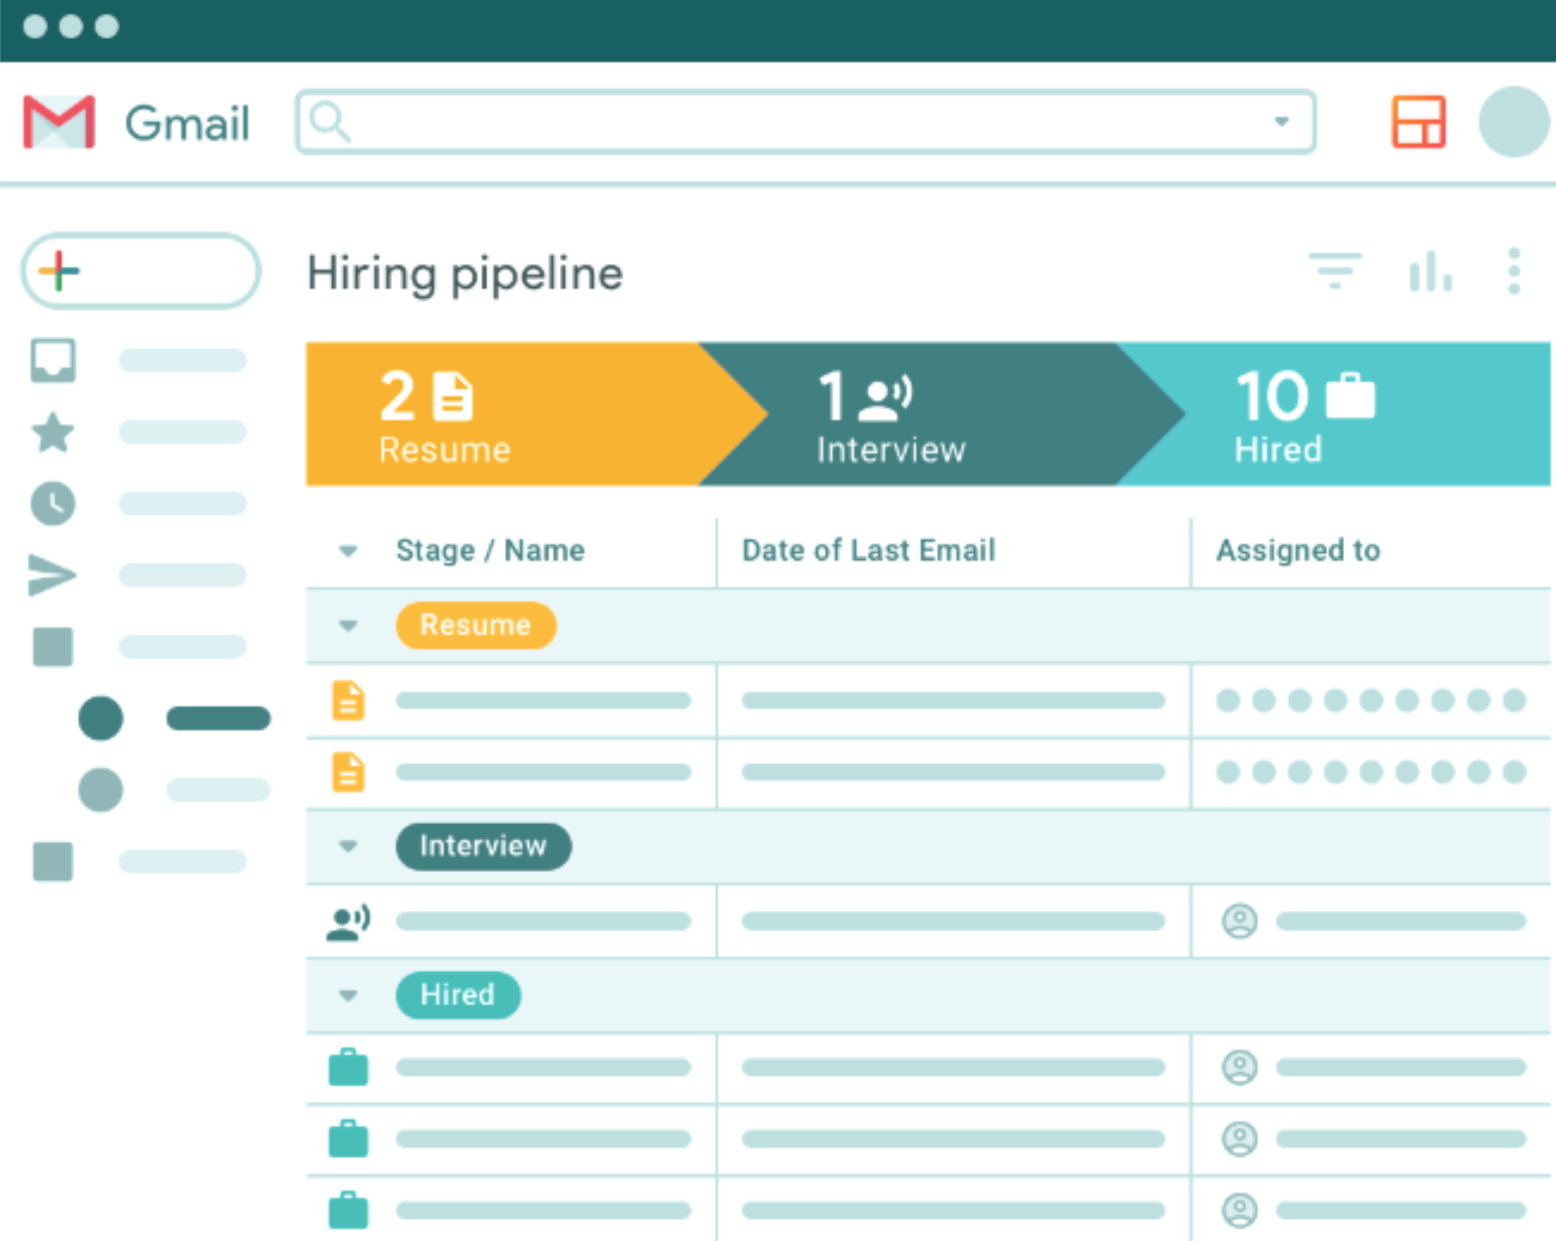 Gmail
Hiring pipeline
2
Resume
1
Interview
10
Hired
Stage / Name
Date of Last Email
Assigned to
Resume
Interview
Hired